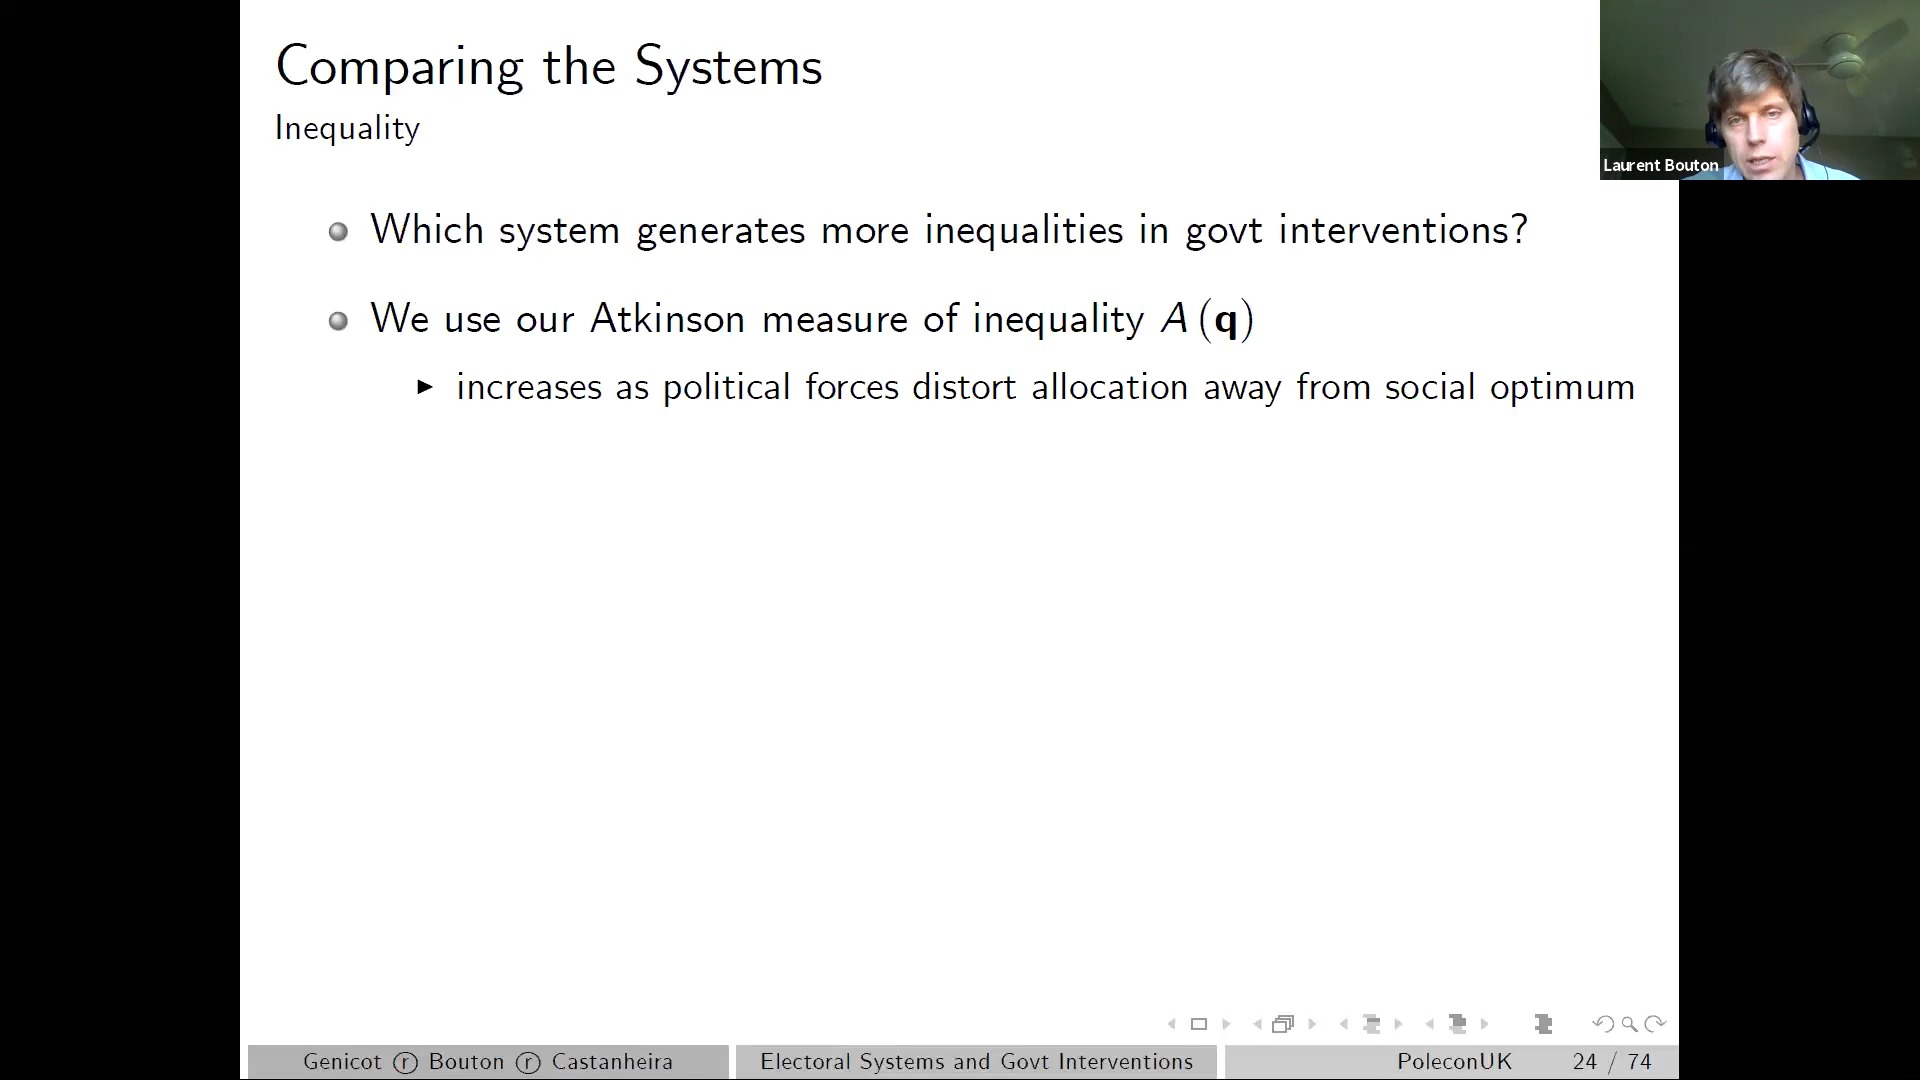 Comparing the Systems
Inequality
Laurent Bouton
Which system generates more inequalities in govt interventions?
We use our Atkinson measure of inequality A (q)
increases as political forces distort allocation away from social optimum
Genicot ⓡ Bouton ⓡ Castanheira
Electoral Systems and Govt Interventions
PoleconUK
24 / 74